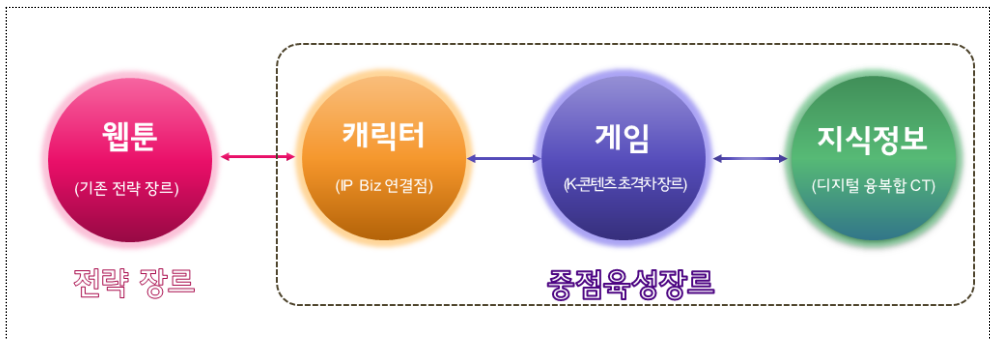 웹툰
(기존 전략 장르)
캐릭터
(IP Biz 연결점)
게임
(K-콘텐츠초격차장르)
지식정보
(디지털 융복합 CT)
전략 장르
중점육성장르